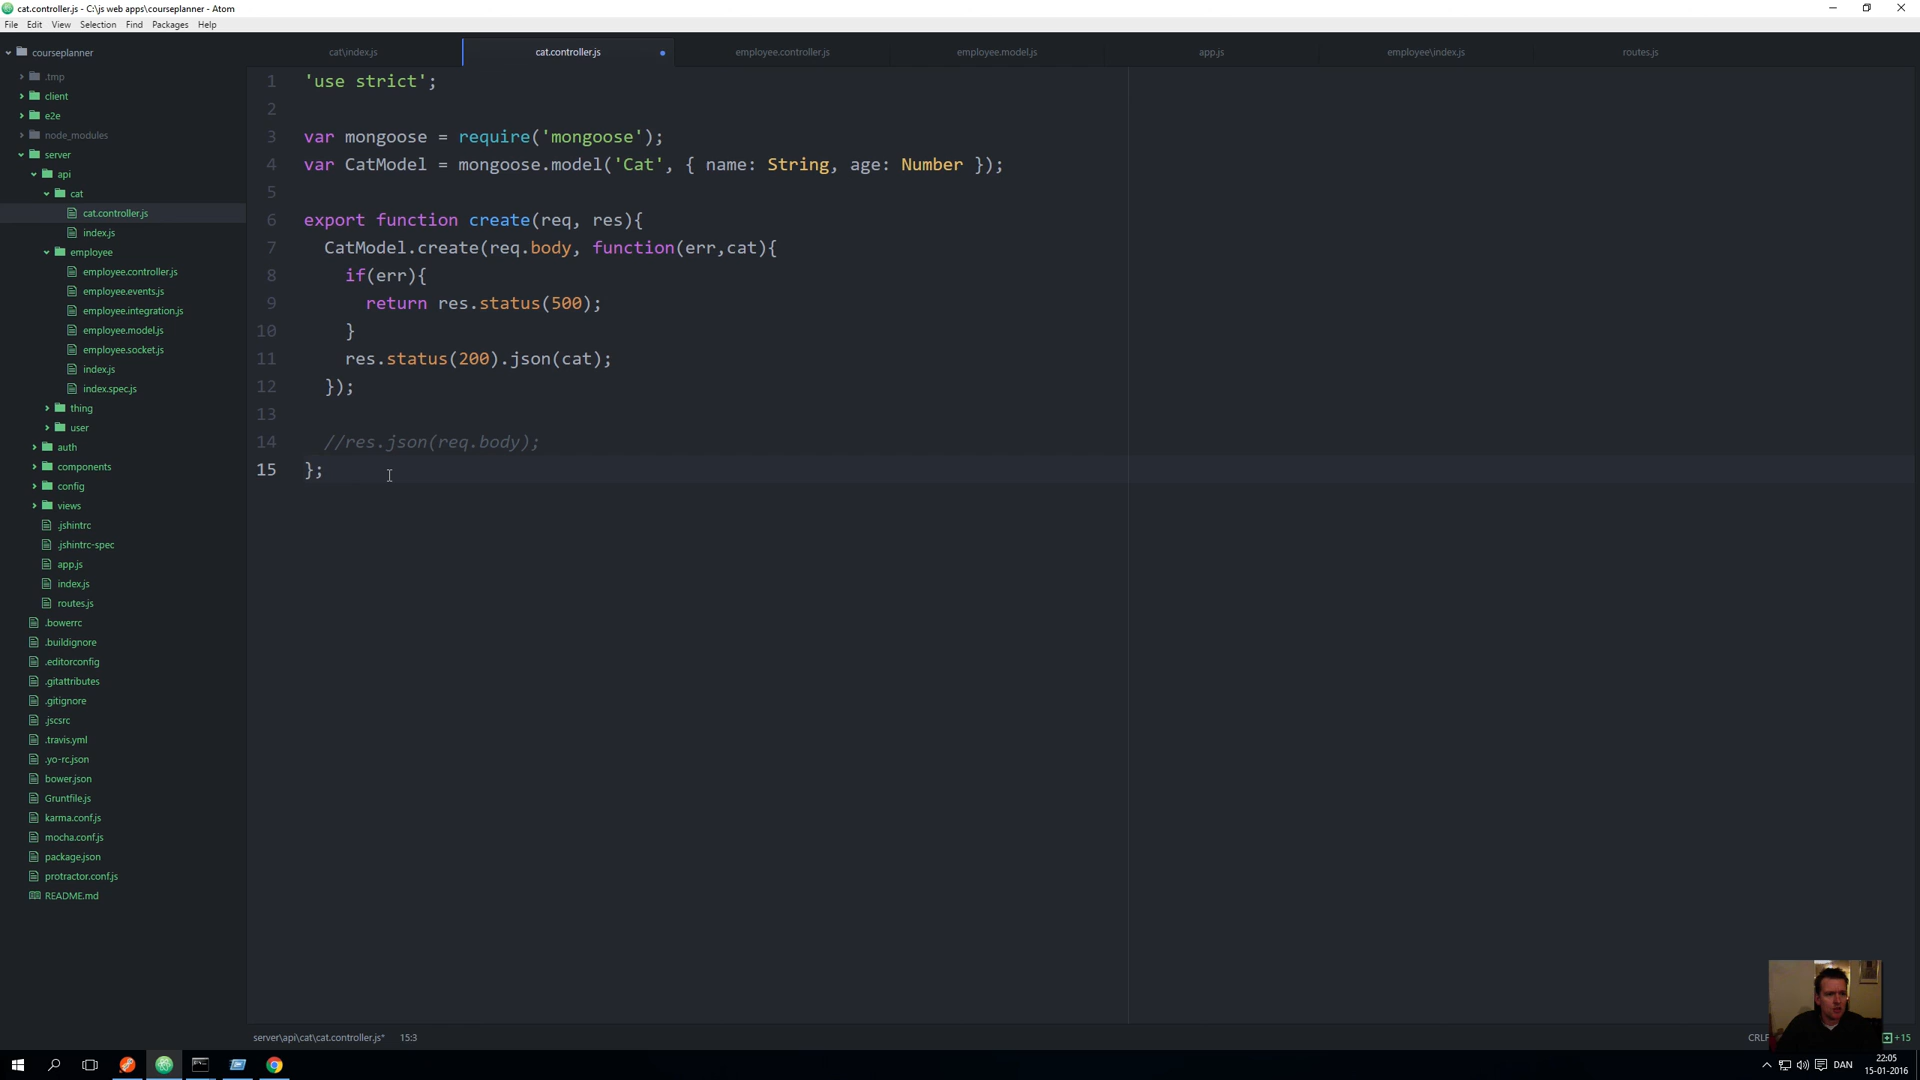 cat.controller.js - C:\js web apps\courseplanner - Atom
File Edit View Selection Find Packages Help
courseplanner
.tmp
client
e2e
node_modules
server
api
cat
cat.controller.js
index.js
employee
employee.controller.js
employee.events.js
employee.integration.js
employee.model.js
employee.socket.js
index.js
index.spec.js
thing
user
auth
components
config
views
.jshintrc
.jshintrc-spec
app.js
index.js
routes.js
.bowerrc
.buildignore
.editorconfig
.gitattributes
.gitignore
.jscsrc
.travis.yml
.yo-rc.json
bower.json
Gruntfile.js
karma.conf.js
mocha.conf.js
package.json
protractor.conf.js
README.md
cat\index.js cat.controller.js employee.controller.js employee.model.js app.js employee\index.js routes.js
1 'use strict';
2
3 var mongoose = require('mongoose');
4 var CatModel = mongoose.model('Cat', { name: String, age: Number });
5
6 export function create(req, res){
7 CatModel.create(req.body, function(err,cat){
8 if(err){
9 return res.status(500);
10 }
11 res.status(200).json(cat);
12 });
13
14 //res.json(req.body);
15 };
server\api\cat\cat.controller.js* 15:3 CRLF +15
DAN 22:05
15-01-2016